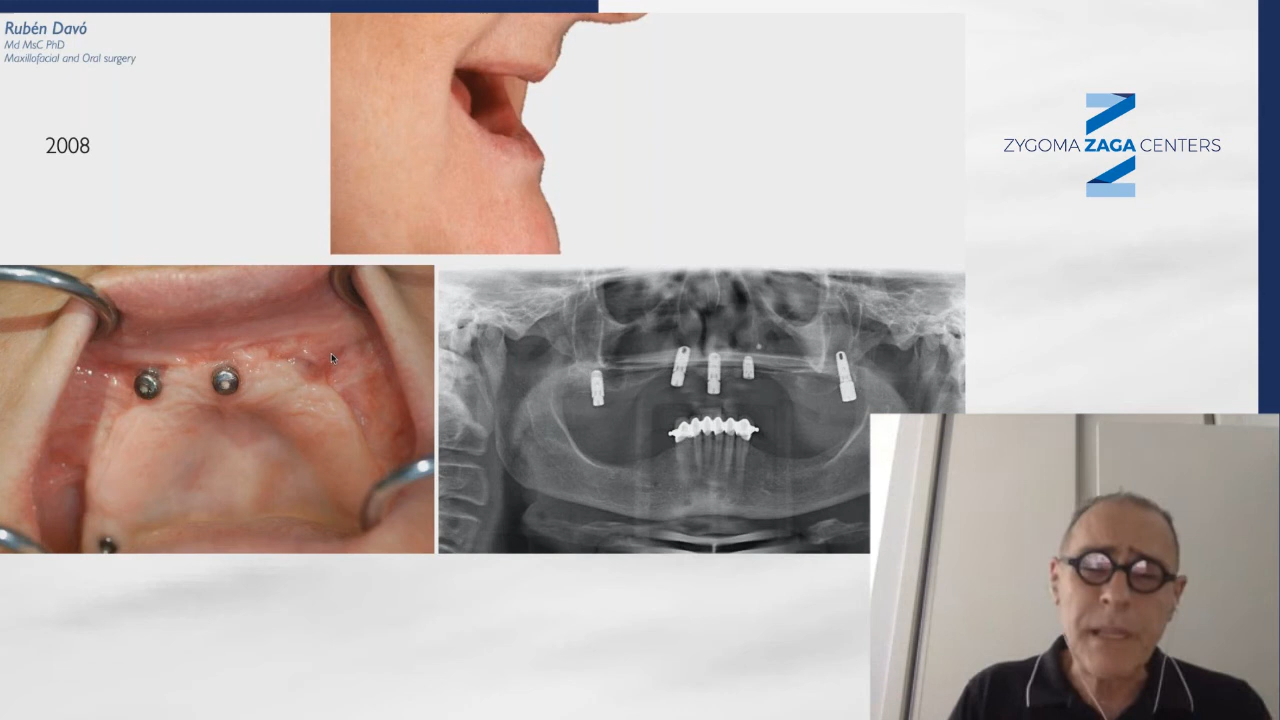 Rubén Davó
Md MsC PhD
Maxillofacial and Oral surgery
2008
ZYGOMA ZAGA CENTERS